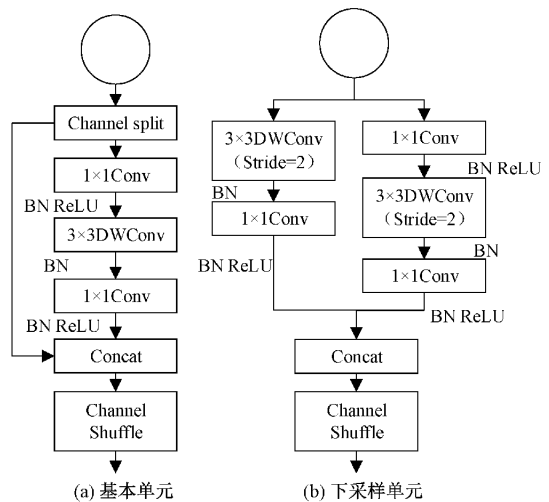 Channel split
1×1Conv
BN ReLU
3×3DWConv
BN
1×1Conv
BN ReLU
Concat
Channel
Shuffle
(a) 基本单元
3×3DWConv
（Stride=2）
BN
1×1Conv
BN ReLU
1×1Conv
BN ReLU
3×3DWConv
（Stride=2）
BN
1×1Conv
BN ReLU
Concat
Channel
Shuffle
(b) 下采样单元